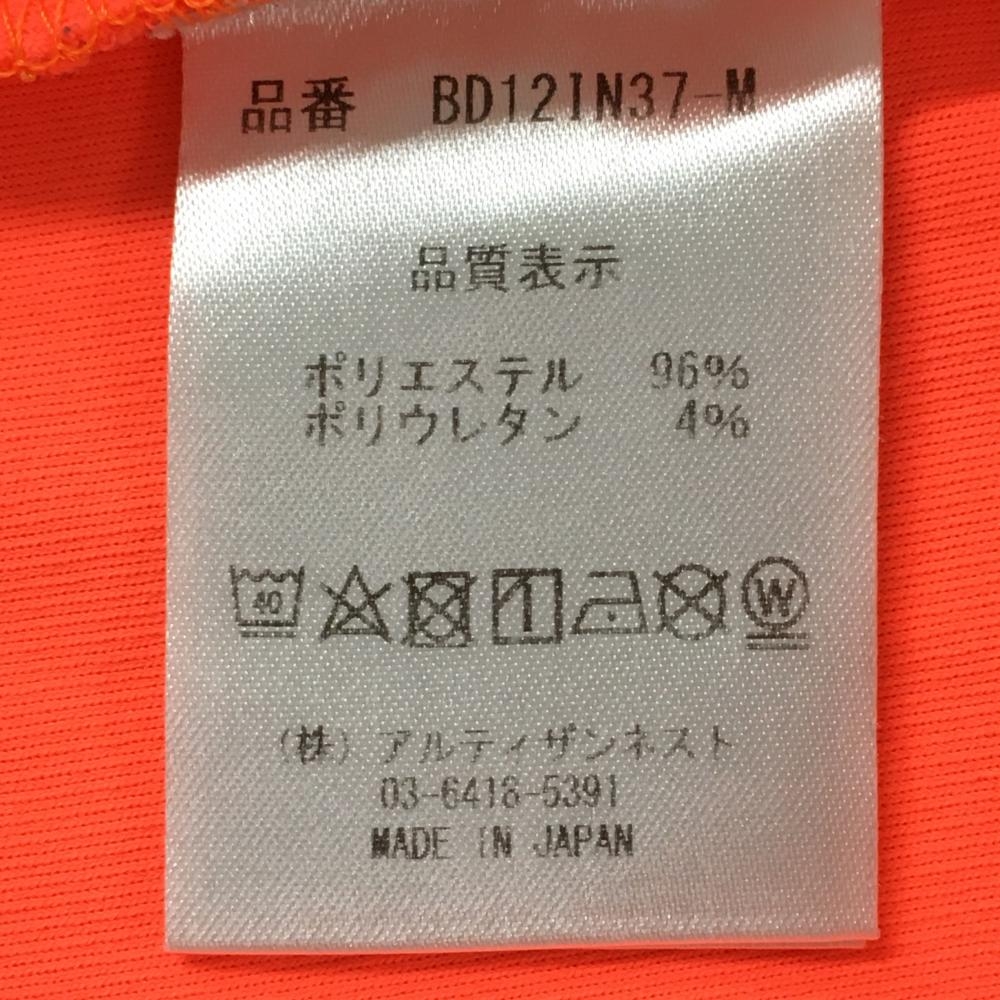 品番 BD12IN37-M
品質表示
ポリエステル 96%
ポリウレタン 4%
40
W
(株) アルティザンネスト
03-6418-5391
MADE IN JAPAN